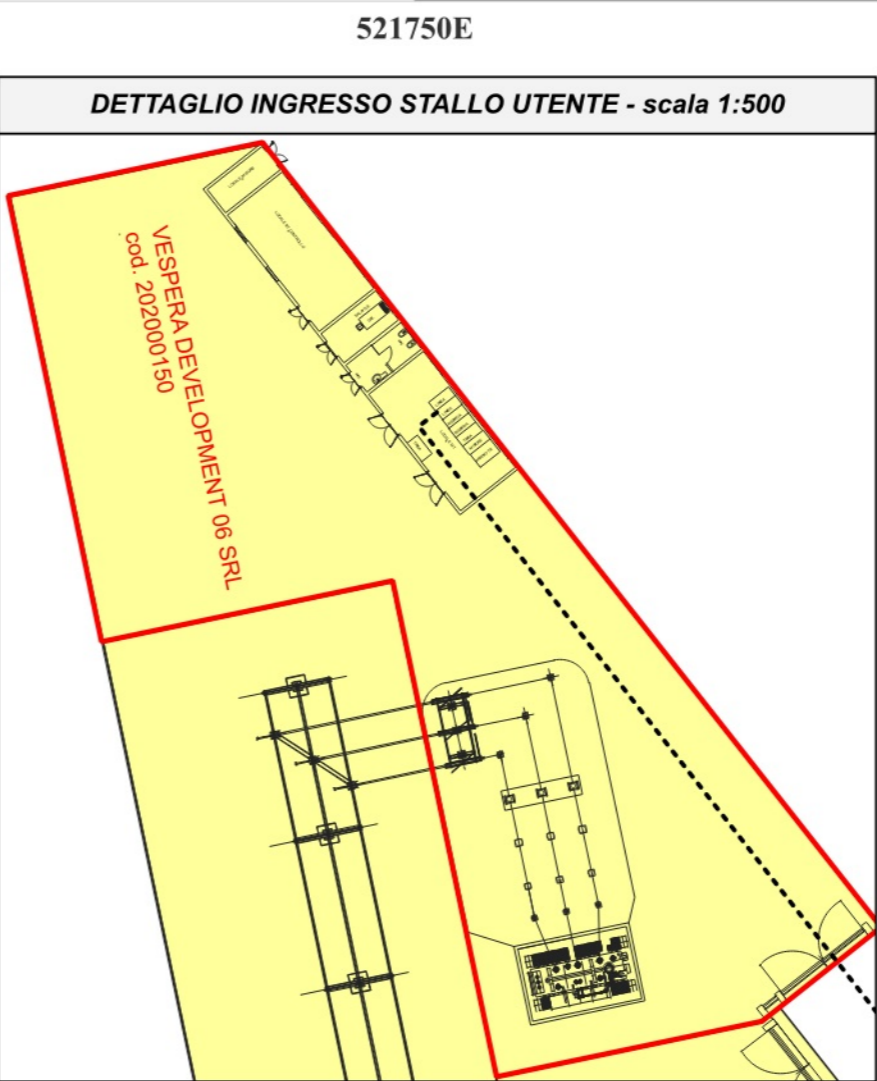 521750E
DETTAGLIO INGRESSO STALLO UTENTE - scala 1:500
VESPERA DEVELOPMENT 06 SRL
cod. 202000150